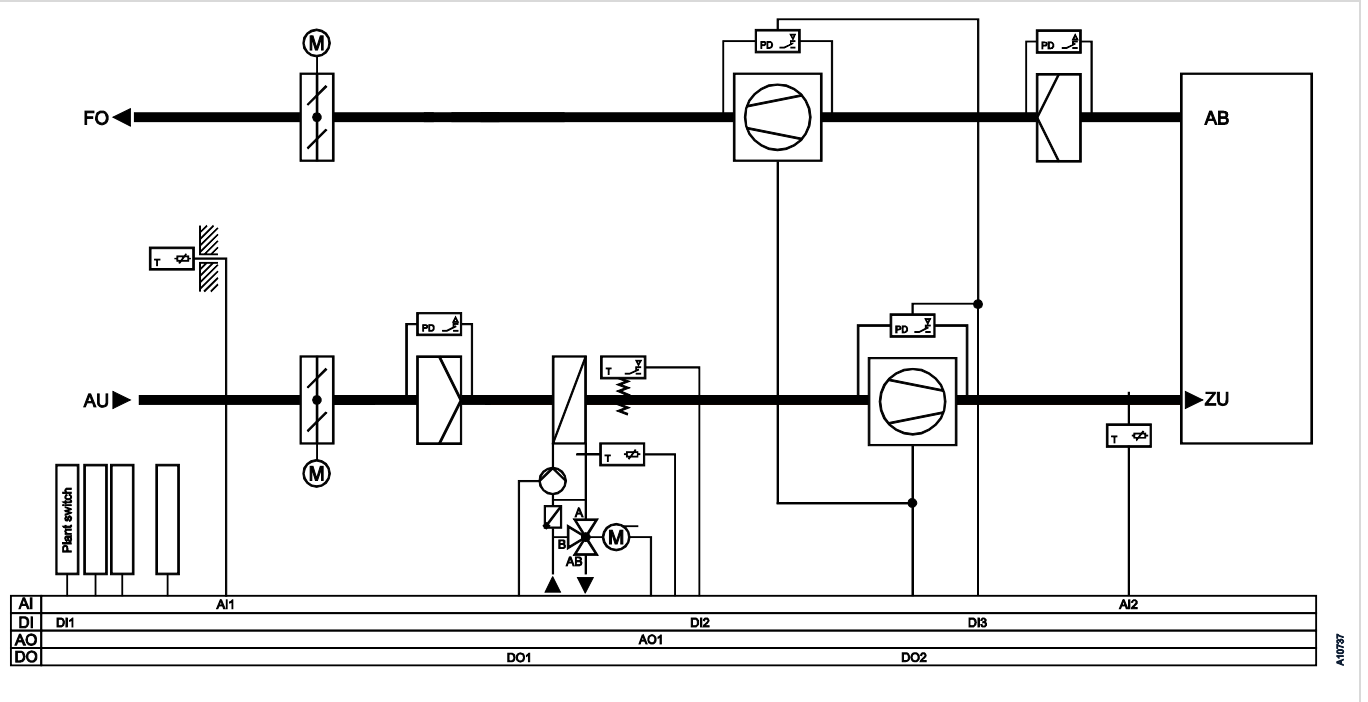 M
PD
PD
FO
AB
T
PD
PD
T
AU
ZU
T
T
M
Plant switch
A
M
B
AB
AI AI1 AI2
DI DI1 DI2 DI3
AO AO1
DO DO1 DO2
A10737